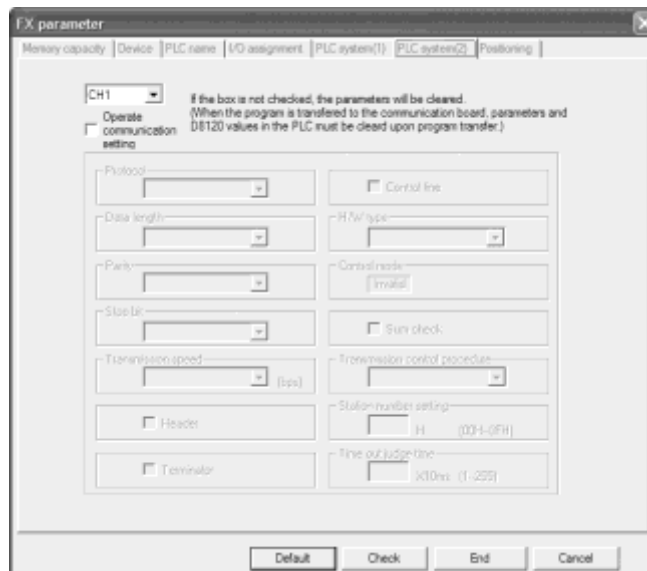 FX parameter
Memory capacity Device PLC name I/O assignment PLC system(1) PLC system(2) Positioning
CH1
If the box is not checked, the parameters will be cleared.
(When the program is transfered to the communication board, parameters and
D8120 values in the PLC must be cleard upon program transfer.)
Operate
communication
setting
Protocol
Control line
Data length
H/W type
Parity
Control mode
Invalid
Stop bit
Sum check
Transmission speed
(bps)
Transmission control procedure
Header
Station number setting
H (00H-0FH)
Terminator
Time out judge time
X10ms (1-255)
Default Check End Cancel